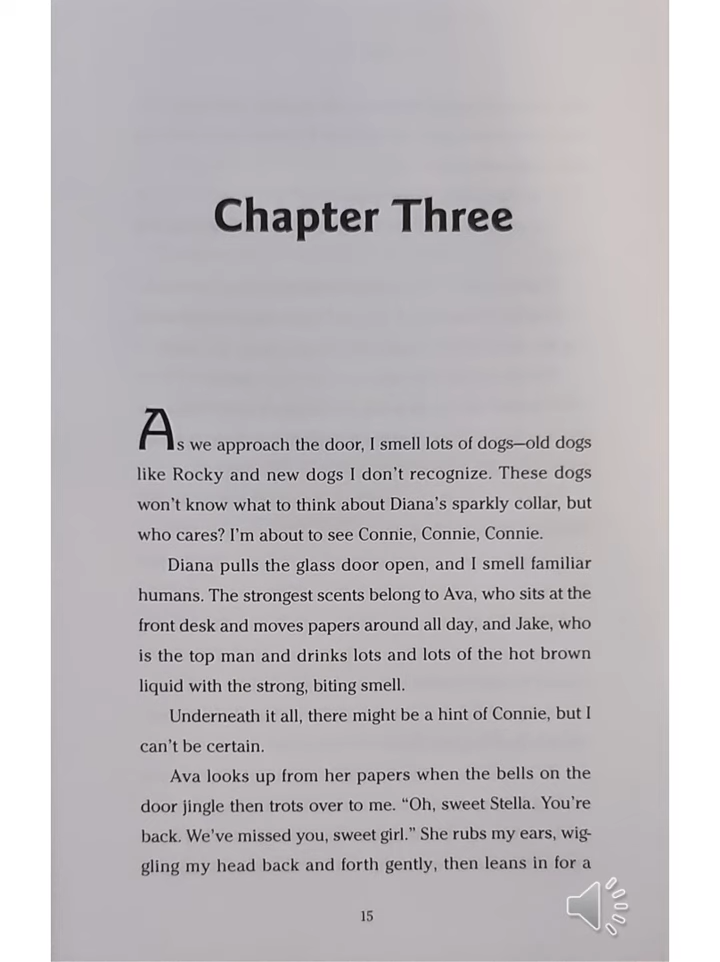 Chapter Three
As we approach the door, I smell lots of dogs—old dogs
like Rocky and new dogs I don't recognize. These dogs
won't know what to think about Diana's sparkly collar, but
who cares? I'm about to see Connie, Connie, Connie.
Diana pulls the glass door open, and I smell familiar
humans. The strongest scents belong to Ava, who sits at the
front desk and moves papers around all day, and Jake, who
is the top man and drinks lots and lots of the hot brown
liquid with the strong, biting smell.
Underneath it all, there might be a hint of Connie, but I
can't be certain.
Ava looks up from her papers when the bells on the
door jingle then trots over to me. “Oh, sweet Stella. You're
back. We've missed you, sweet girl.” She rubs my ears, wig-
gling my head back and forth gently, then leans in for a
15